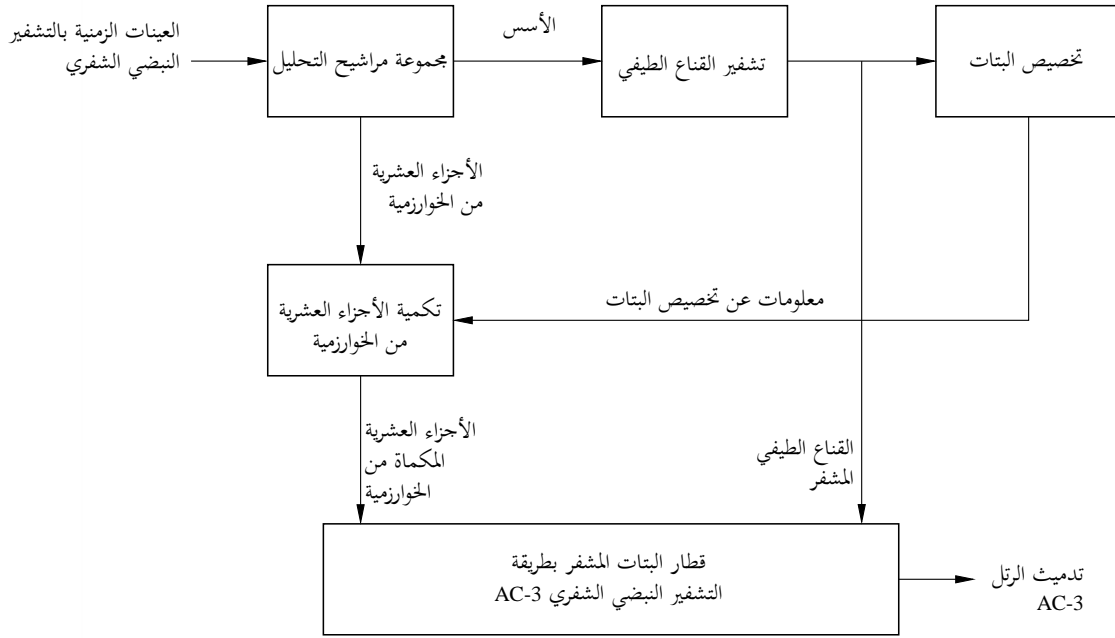 العينات الزمنية بالتشفير
النبضي الشفري
مجموعة مراشيح التحليل
الأسس
تشفير القناع الطيفي
تخصيص البتات
الأجزاء العشرية
من الخوارزمية
تكمية الأجزاء العشرية
من الخوارزمية
معلومات عن تخصيص البتات
الأجزاء العشرية
المكماة من
الخوارزمية
القناع الطيفي
المشفر
قطار البتات المشفر بطريقة
التشفير النبضي الشفري AC-3
تدميث الرتل
AC-3